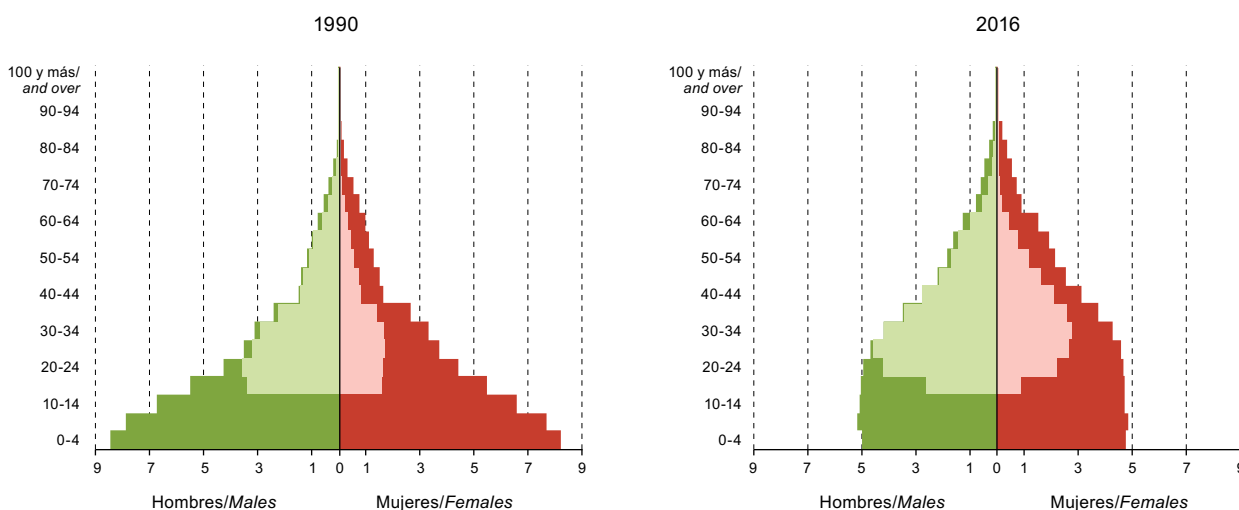 1990
100 y más/
and over
90-94
80-84
70-74
60-64
50-54
40-44
30-34
20-24
10-14
0-4
9 7 5 3 1 0 1 3 5 7 9
Hombres/Males Mujeres/Females
2016
100 y más/
and over
90-94
80-84
70-74
60-64
50-54
40-44
30-34
20-24
10-14
0-4
9 7 5 3 1 0 1 3 5 7 9
Hombres/Males Mujeres/Females